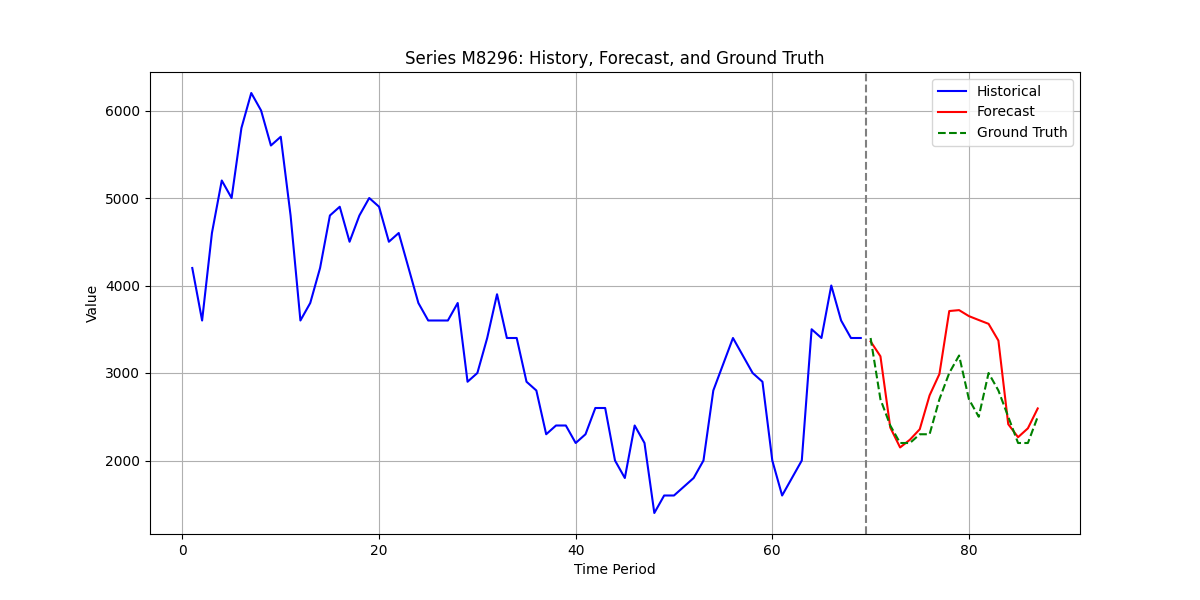 Series M8296: History, Forecast, and Ground Truth
Historical
Forecast
Ground Truth
Value
6000
5000
4000
3000
2000
0 20 40 60 80
Time Period